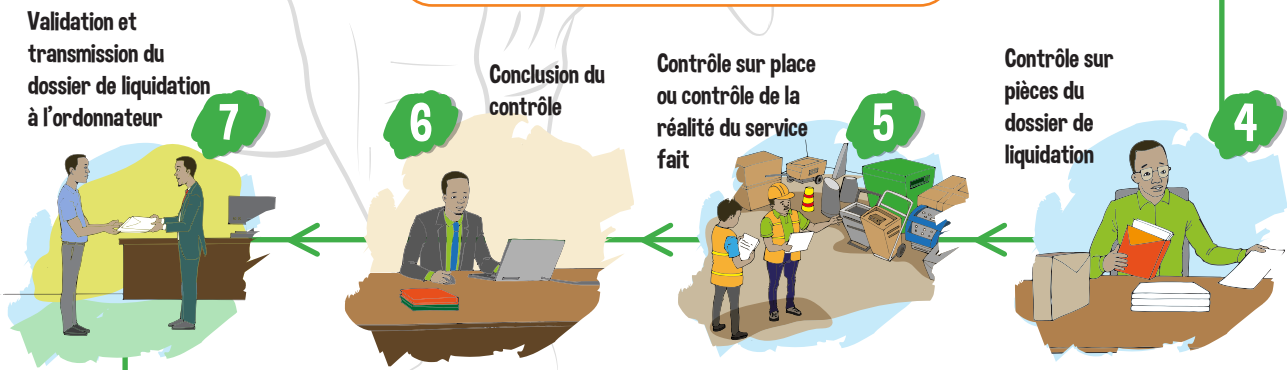 Validation et
transmission du
dossier de liquidation
à l'ordonnateur
7
6
Conclusion du
contrôle
Contrôle sur place
ou contrôle de la
réalité du service
fait
5
Contrôle sur
pièces du
dossier de
liquidation
4